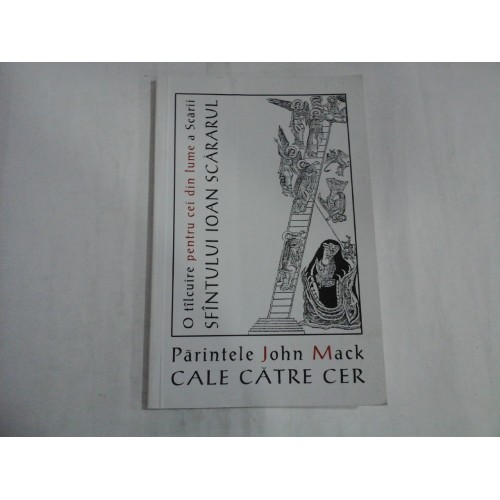 O tîlcuire pentru cei din lume a Scării
SFÎNTULUI IOAN SCĂRARUL
Părintele John Mack
CALE CĂTRE CER